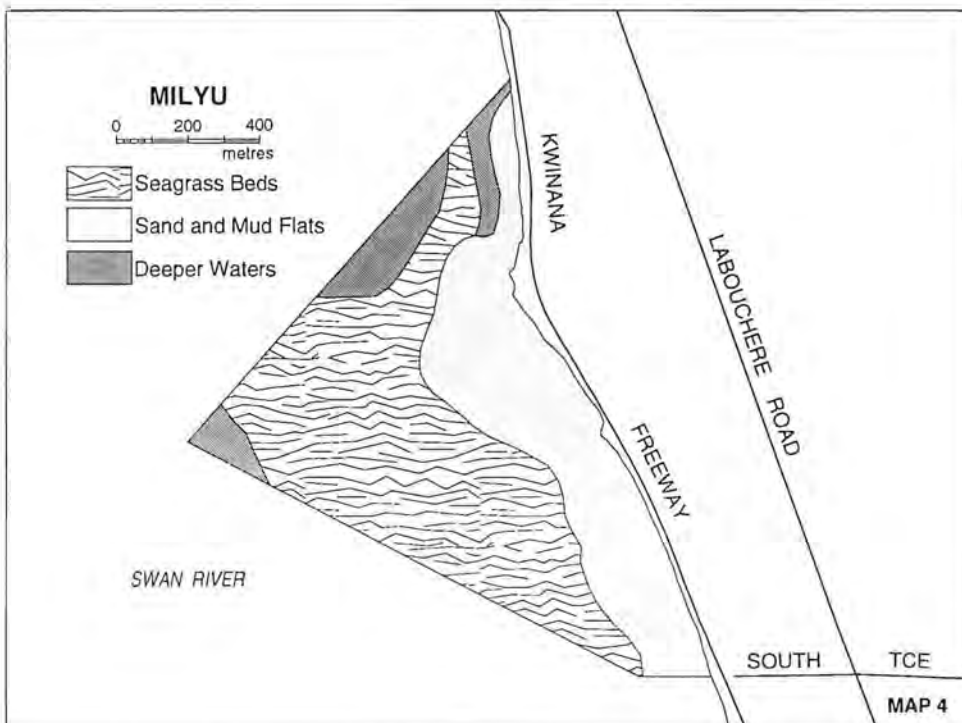 MILYU
0 200 400
metres
Seagrass Beds
Sand and Mud Flats
Deeper Waters
KWINANA
FREEWAY
LABOUCHERE ROAD
SWAN RIVER
SOUTH TCE
MAP 4